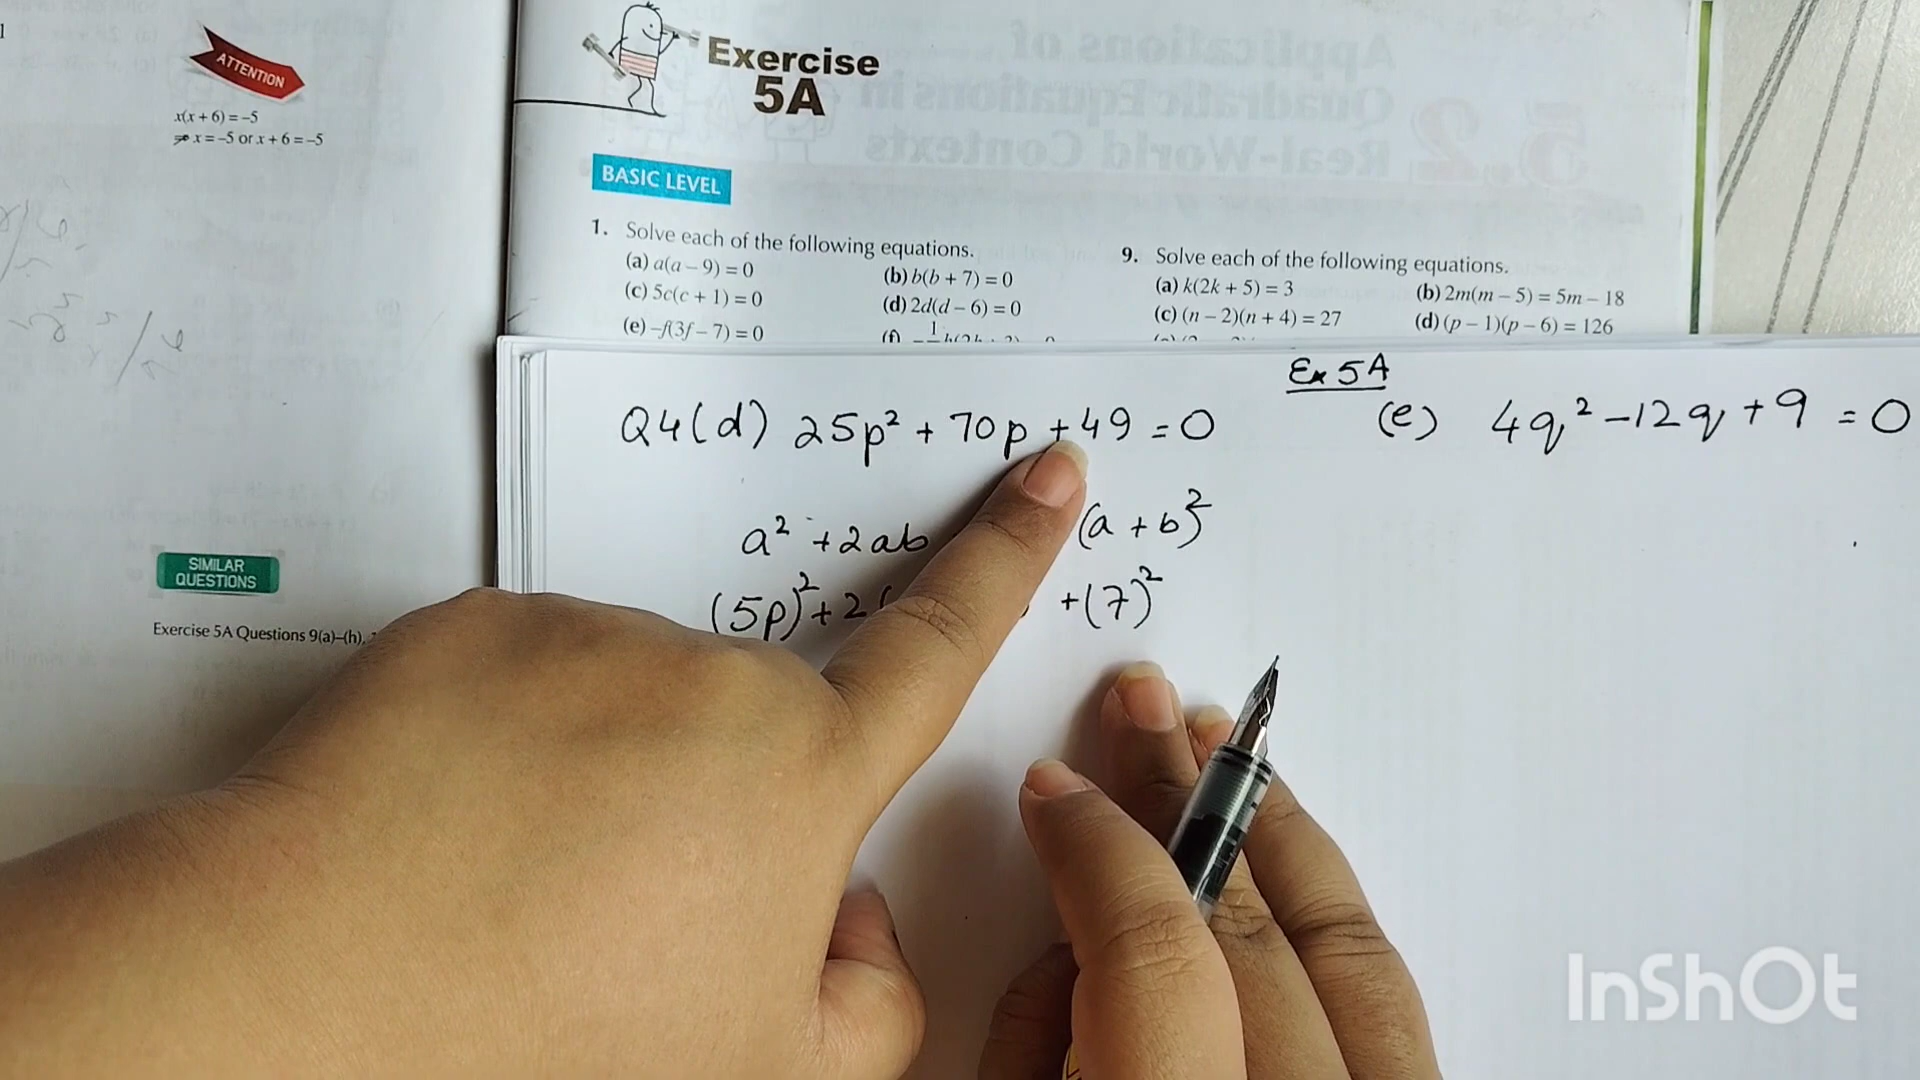 ATTENTION
x(x + 6) = –5
⇏ x = –5 or x + 6 = –5
SIMILAR
QUESTIONS
Exercise 5A Questions 9(a)–(h),
Exercise
5A
BASIC LEVEL
1. Solve each of the following equations.
(a) a(a – 9) = 0 (b) b(b + 7) = 0
(c) 5c(c + 1) = 0 (d) 2d(d – 6) = 0
(e) –f(3f – 7) = 0 (f)
9. Solve each of the following equations.
(a) k(2k + 5) = 3 (b) 2m(m – 5) = 5m – 18
(c) (n – 2)(n + 4) = 27 (d) (p – 1)(p – 6) = 126
Ex 5A
Q4(d) 25p² + 70p + 49 = 0
a² + 2ab (a + b)²
(5p)² + 2( + (7)²
(e) 4q² – 12q + 9 = 0
InShOt